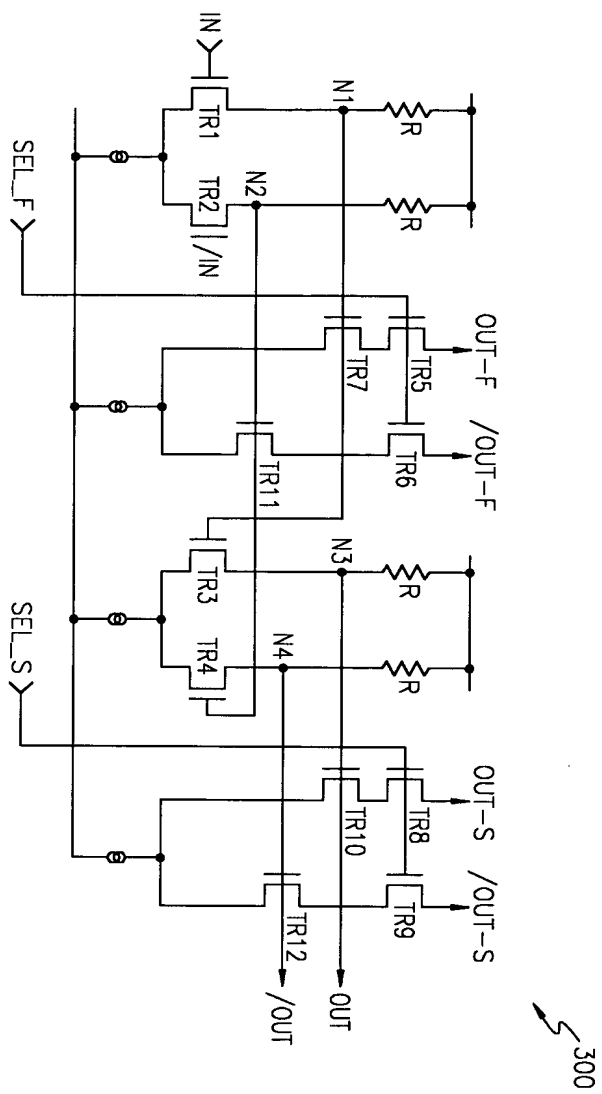 300
IN
N1
R
TR1
TR2
N2
R
/IN
SEL_F
OUT-F
/OUT-F
TR5
TR7
TR6
TR11
N3
R
TR3
N4
R
TR4
SEL_S
OUT-S
/OUT-S
TR8
TR10
TR9
TR12
OUT
/OUT